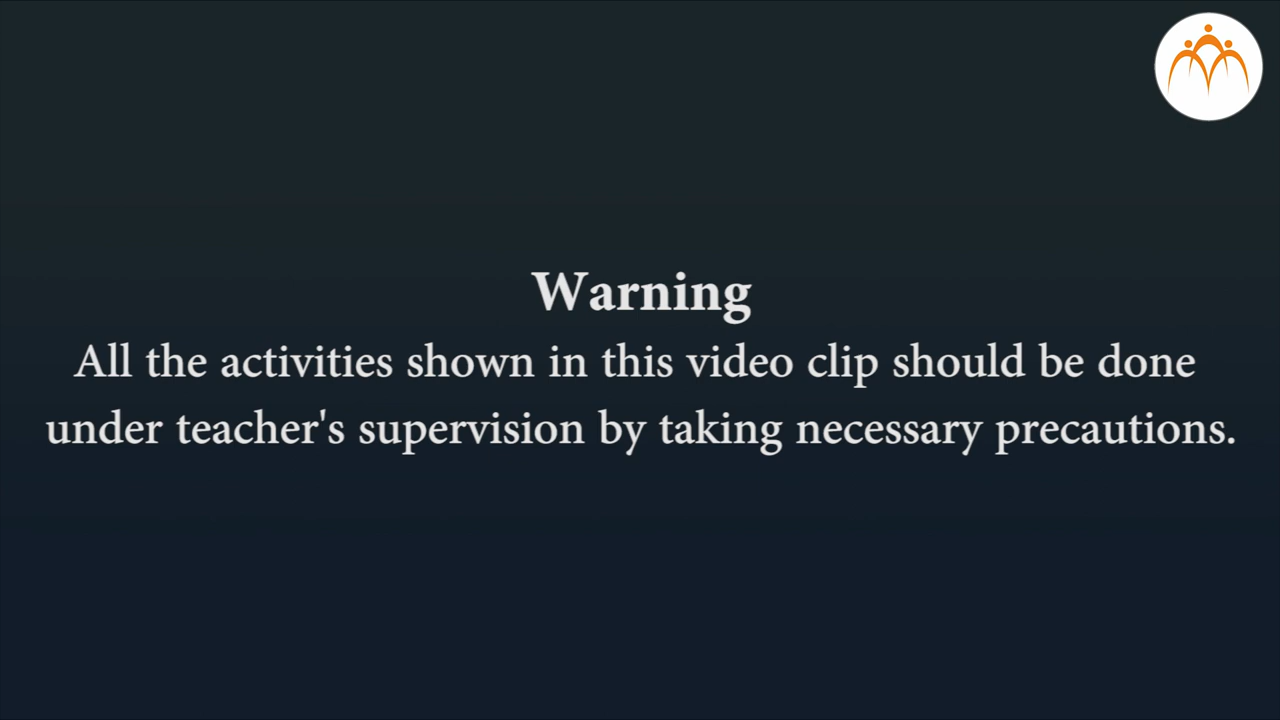 Warning
All the activities shown in this video clip should be done
under teacher's supervision by taking necessary precautions.